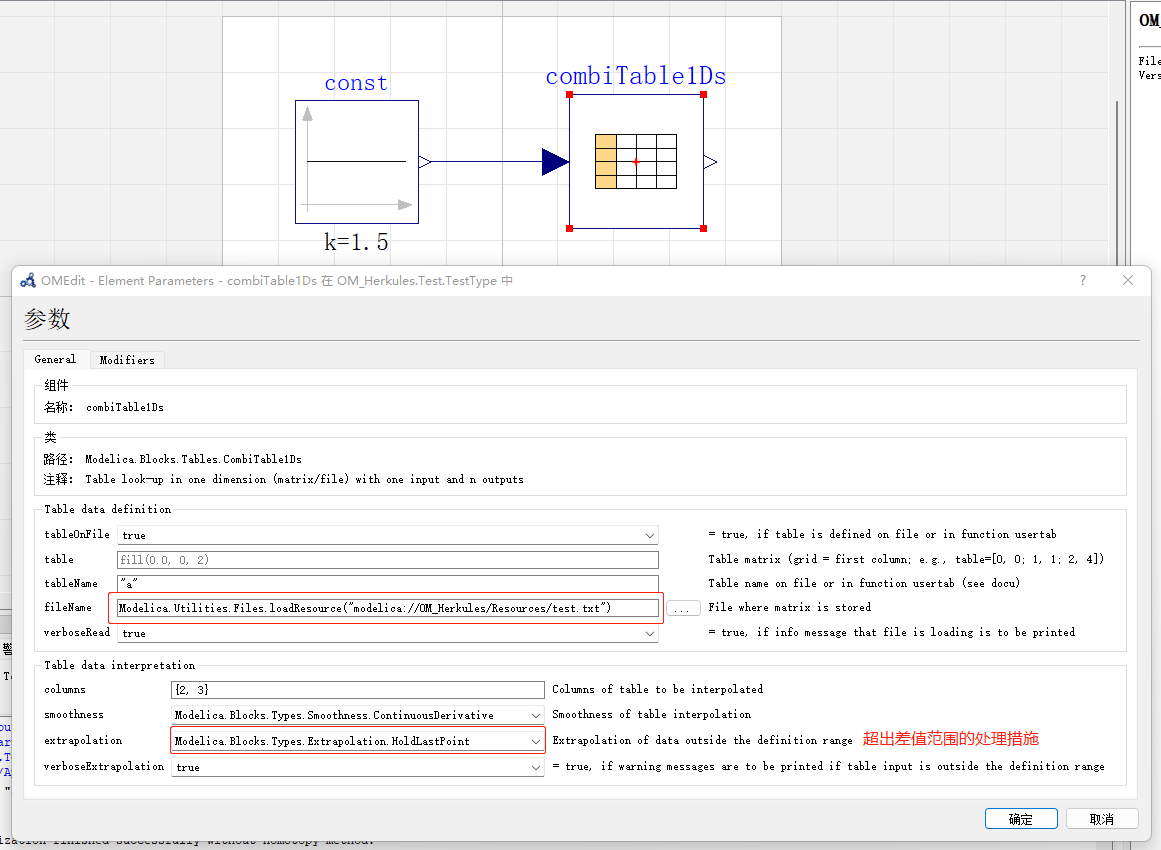 OM_
File
Vers
const
combiTable1Ds
k=1.5
OMEdit - Element Parameters - combiTable1Ds 在 OM_Herkules.Test.TestType 中
?
参数
General
Modifiers
组件
名称: combiTable1Ds
类
路径: Modelica.Blocks.Tables.CombiTable1Ds
注释: Table look-up in one dimension (matrix/file) with one input and n outputs
Table data definition
tableOnFile true = true, if table is defined on file or in function usertab
table fill(0.0, 0, 2) Table matrix (grid = first column; e.g., table=[0, 0; 1, 1; 2, 4])
tableName "a" Table name on file or in function usertab (see docu)
fileName Modelica.Utilities.Files.loadResource("modelica://OM_Herkules/Resources/test.txt") ... File where matrix is stored
verboseRead true = true, if info message that file is loading is to be printed
Table data interpretation
columns {2, 3} Columns of table to be interpolated
smoothness Modelica.Blocks.Types.Smoothness.ContinuousDerivative Smoothness of table interpolation
extrapolation Modelica.Blocks.Types.Extrapolation.HoldLastPoint Extrapolation of data outside the definition range 超出差值范围的处理措施
verboseExtrapolation true = true, if warning messages are to be printed if table input is outside the definition range
确定
取消
ization finished successfully without homotopy method.